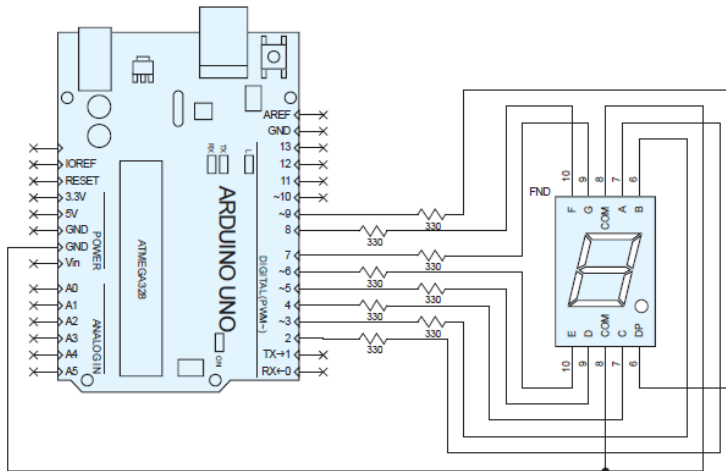 AREF
GND
13
12
11
~10
~9
8
7
~6
~5
4
~3
2
TX→1
RX←0
IOREF
RESET
3.3V
5V
GND
GND
Vin
A0
A1
A2
A3
A4
A5
POWER
ANALOG IN
ATMEGA328
ARDUINO UNO
DIGITAL(PWM~)
RX
TX
L
ON
330
330
330
330
330
330
330
330
FND
10
9
8
7
6
F
G
COM
A
B
E
D
COM
C
DP
10
9
8
7
6